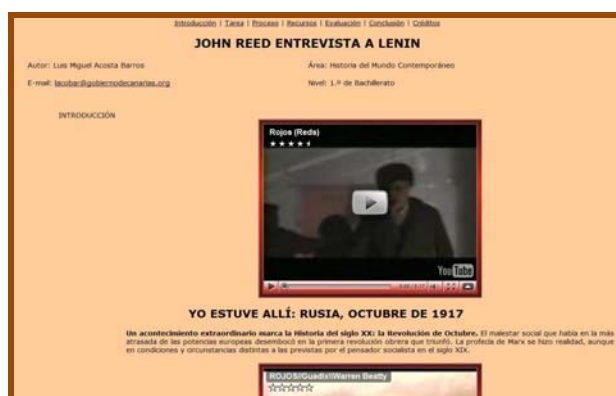 Introducción | Tarea | Proceso | Recursos | Evaluación | Conclusión | Créditos
JOHN REED ENTREVISTA A LENIN
Autor: Luis Miguel Acosta Barros
Área: Historia del Mundo Contemporáneo
E-mail: lacobar@gobiernodecanarias.org
Nivel: 1.º de Bachillerato
INTRODUCCIÓN
Rojos (Reds)
YouTube
YO ESTUVE ALLÍ: RUSIA, OCTUBRE DE 1917
Un acontecimiento extraordinario marca la Historia del siglo XX: la Revolución de Octubre. El malestar social que había en la más
atrasada de las potencias europeas desembocó en la primera revolución obrera que triunfó. La profecía de Marx se hizo realidad, aunque
en condiciones y circunstancias distintas a las previstas por el pensador socialista en el siglo XIX.
ROJOS//Guadix//Warren Beatty